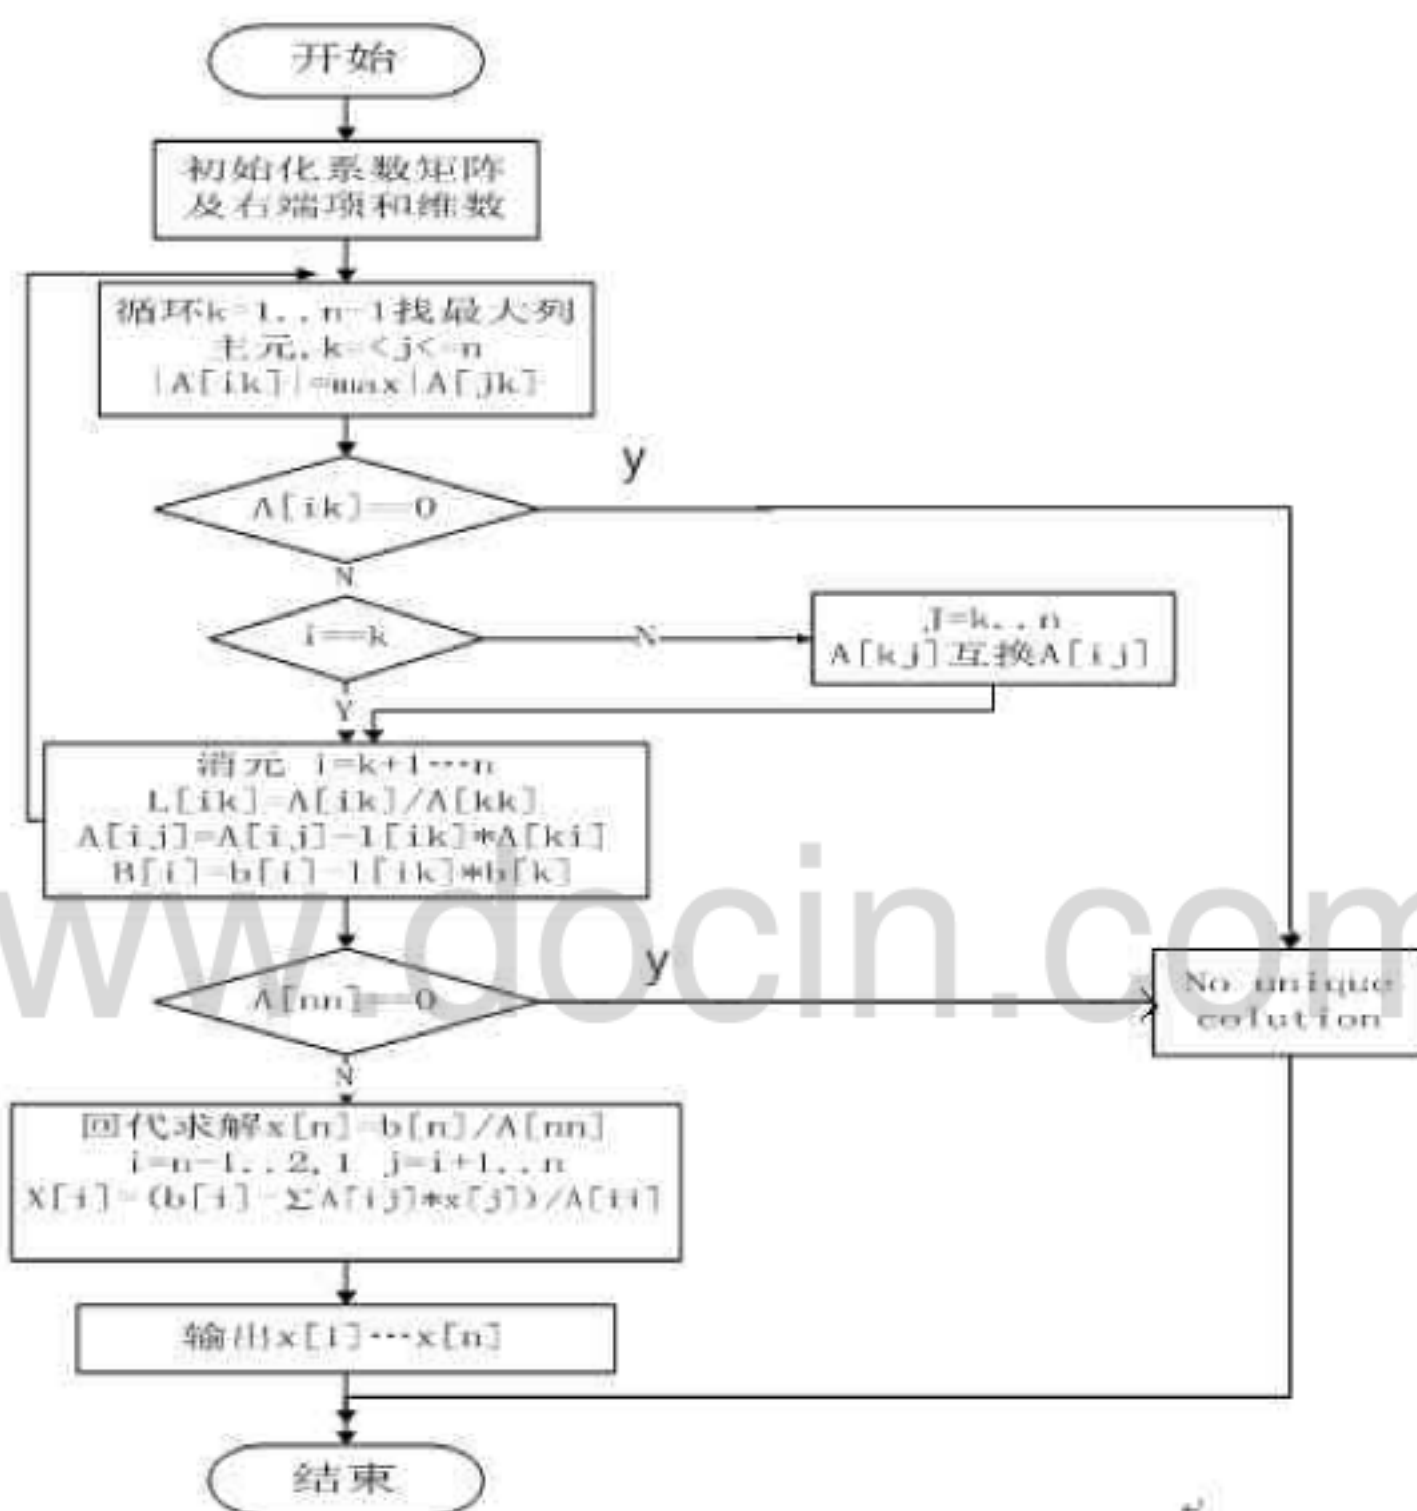 开始
初始化系数矩阵
及右端项和维数
循环k=1..n-1找最大列
主元,k=<j<=n
|A[ik]|=max|A[jk]
y
A[ik]==0
N
i==k
N
J=k..n
A[kj]互换A[ij]
Y
消元 i=k+1…n
L[ik]=A[ik]/A[kk]
A[ij]=A[ij]-l[ik]*A[ki]
B[i]=b[i]-l[ik]*b[k]
www.docin.com
y
A[nn]==0
No unique
colution
N
回代求解x[n]=b[n]/A[nn]
i=n-1..2,1 j=i+1..n
X[i]=(b[i]-ΣA[ij]*x[j])/A[ii]
输出x[1]…x[n]
结束